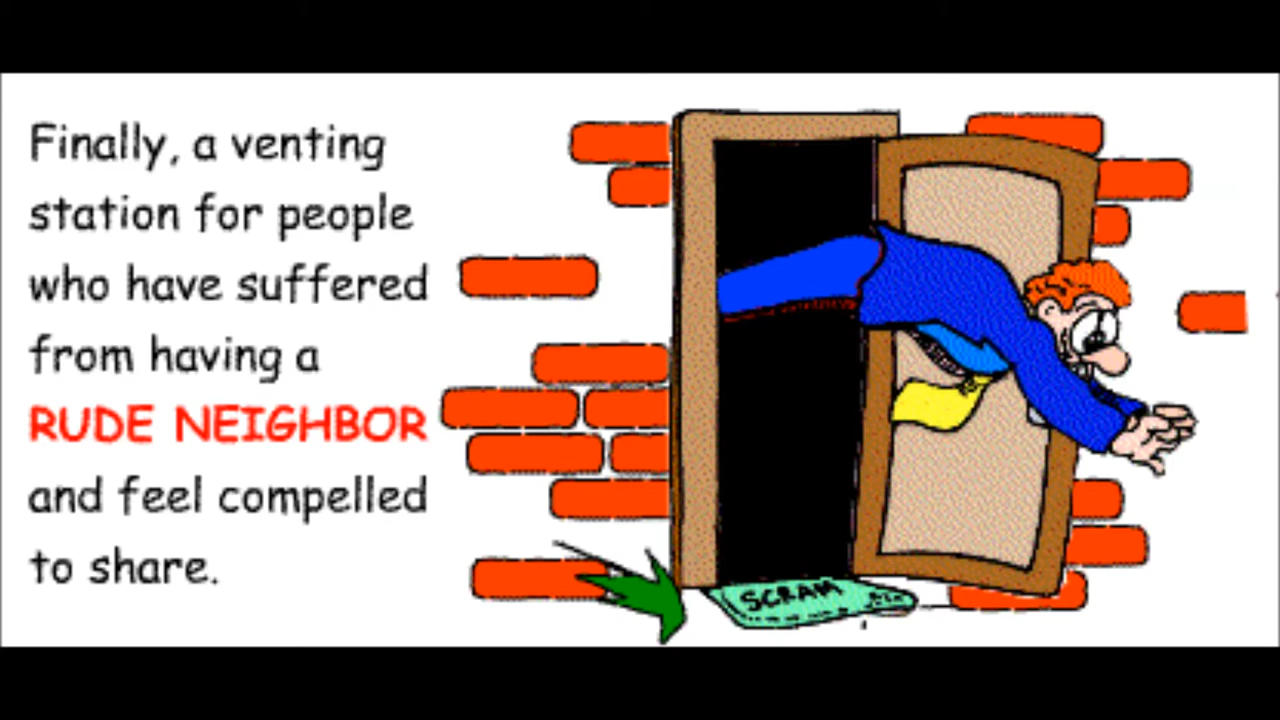 Finally, a venting
station for people
who have suffered
from having a
RUDE NEIGHBOR
and feel compelled
to share.
SCRAM